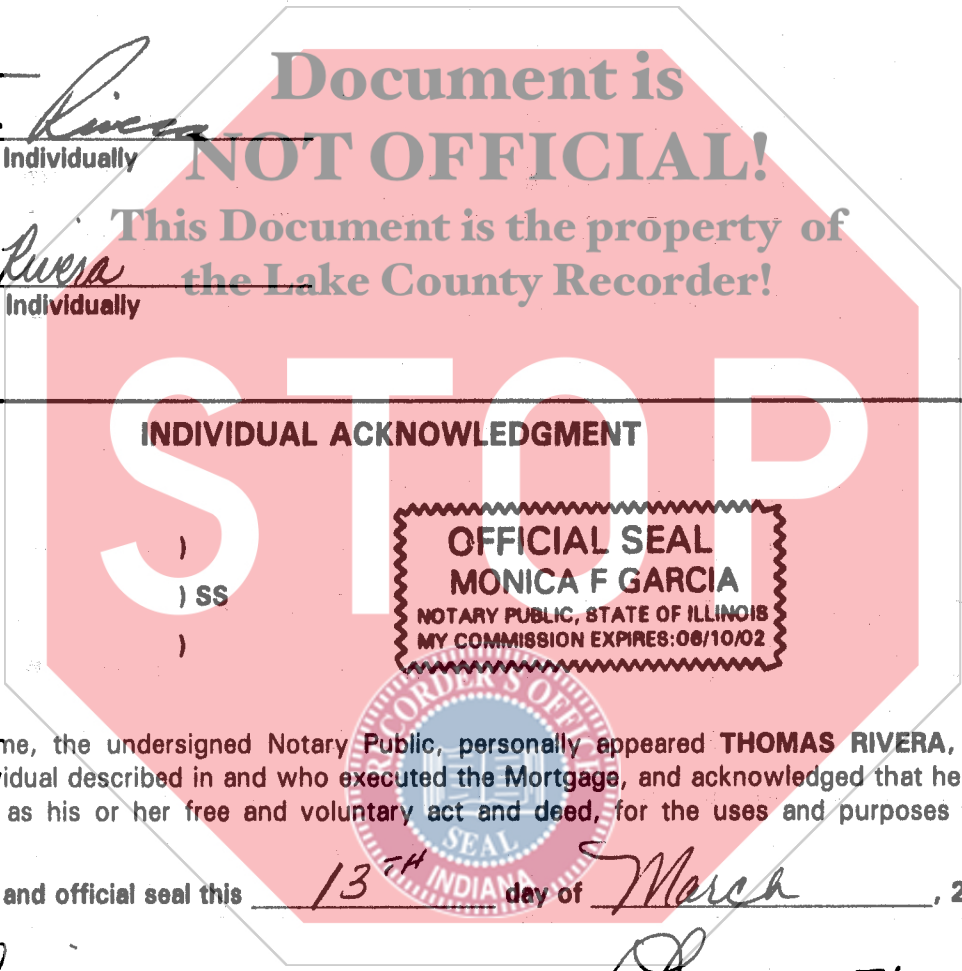 Document is
Rivera
Individually
NOT OFFICIAL!
This Document is the property of
Rivera
the Lake County Recorder!
Individually
STOP
INDIVIDUAL ACKNOWLEDGMENT
)
) SS
)
OFFICIAL SEAL
MONICA F GARCIA
NOTARY PUBLIC, STATE OF ILLINOIS
MY COMMISSION EXPIRES:06/10/02
RECORDER'S OFFICE
me, the undersigned Notary Public, personally appeared THOMAS RIVERA,
vidual described in and who executed the Mortgage, and acknowledged that he
as his or her free and voluntary act and deed, for the uses and purposes
SEAL
INDIANA
and official seal this 13TH day of March, 2